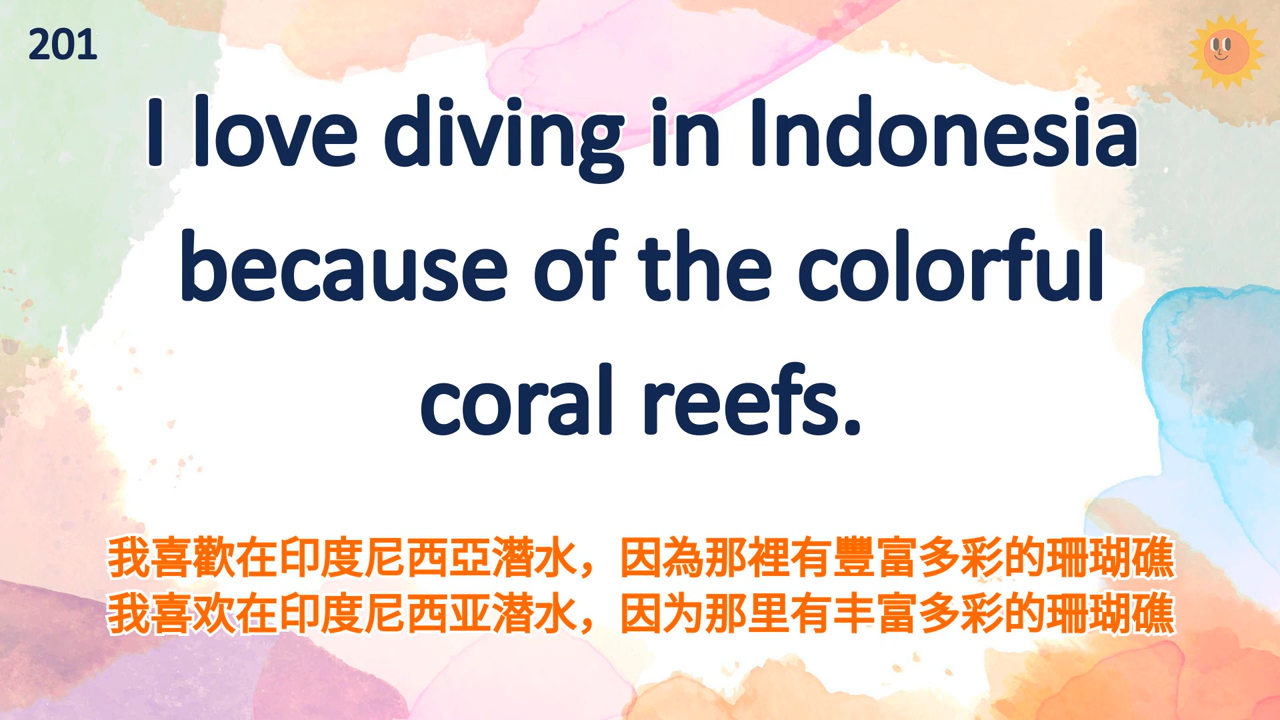 201
I love diving in Indonesia
because of the colorful
coral reefs.
我喜歡在印度尼西亞潛水，因為那裡有豐富多彩的珊瑚礁
我喜欢在印度尼西亚潜水，因为那里有丰富多彩的珊瑚礁